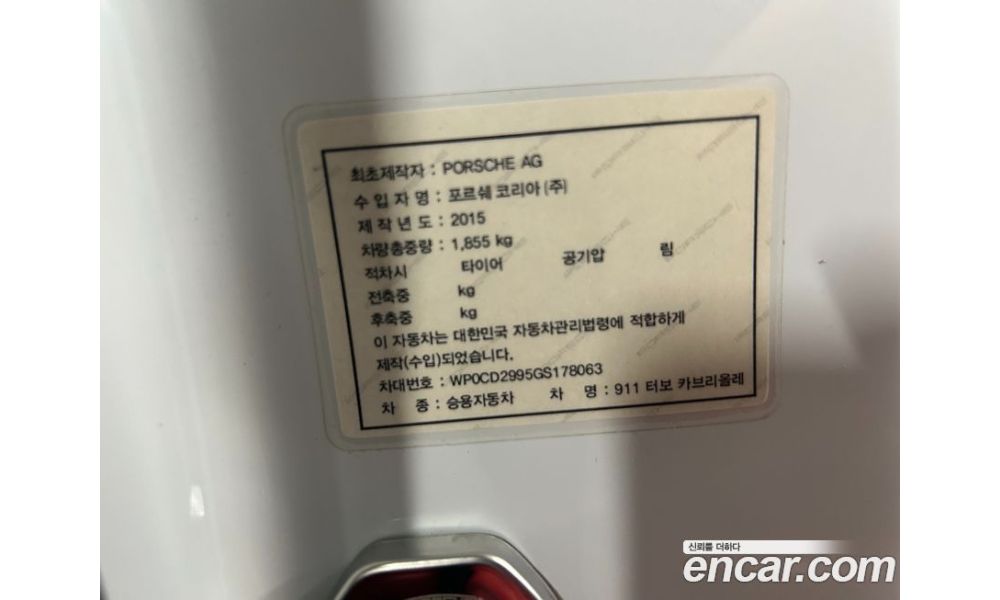 최초제작자 : PORSCHE AG
수 입 자 명 : 포르쉐 코리아 (주)
제 작 년 도 : 2015
차량총중량 : 1,855 kg
적차시 타이어 공기압 림
전축중 kg
후축중 kg
이 자동차는 대한민국 자동차관리법령에 적합하게
제작(수입)되었습니다.
차대번호 : WP0CD2995GS178063
차 종 : 승용자동차 차 명 : 911 터보 카브리올레
신뢰를 더하다
encar.com